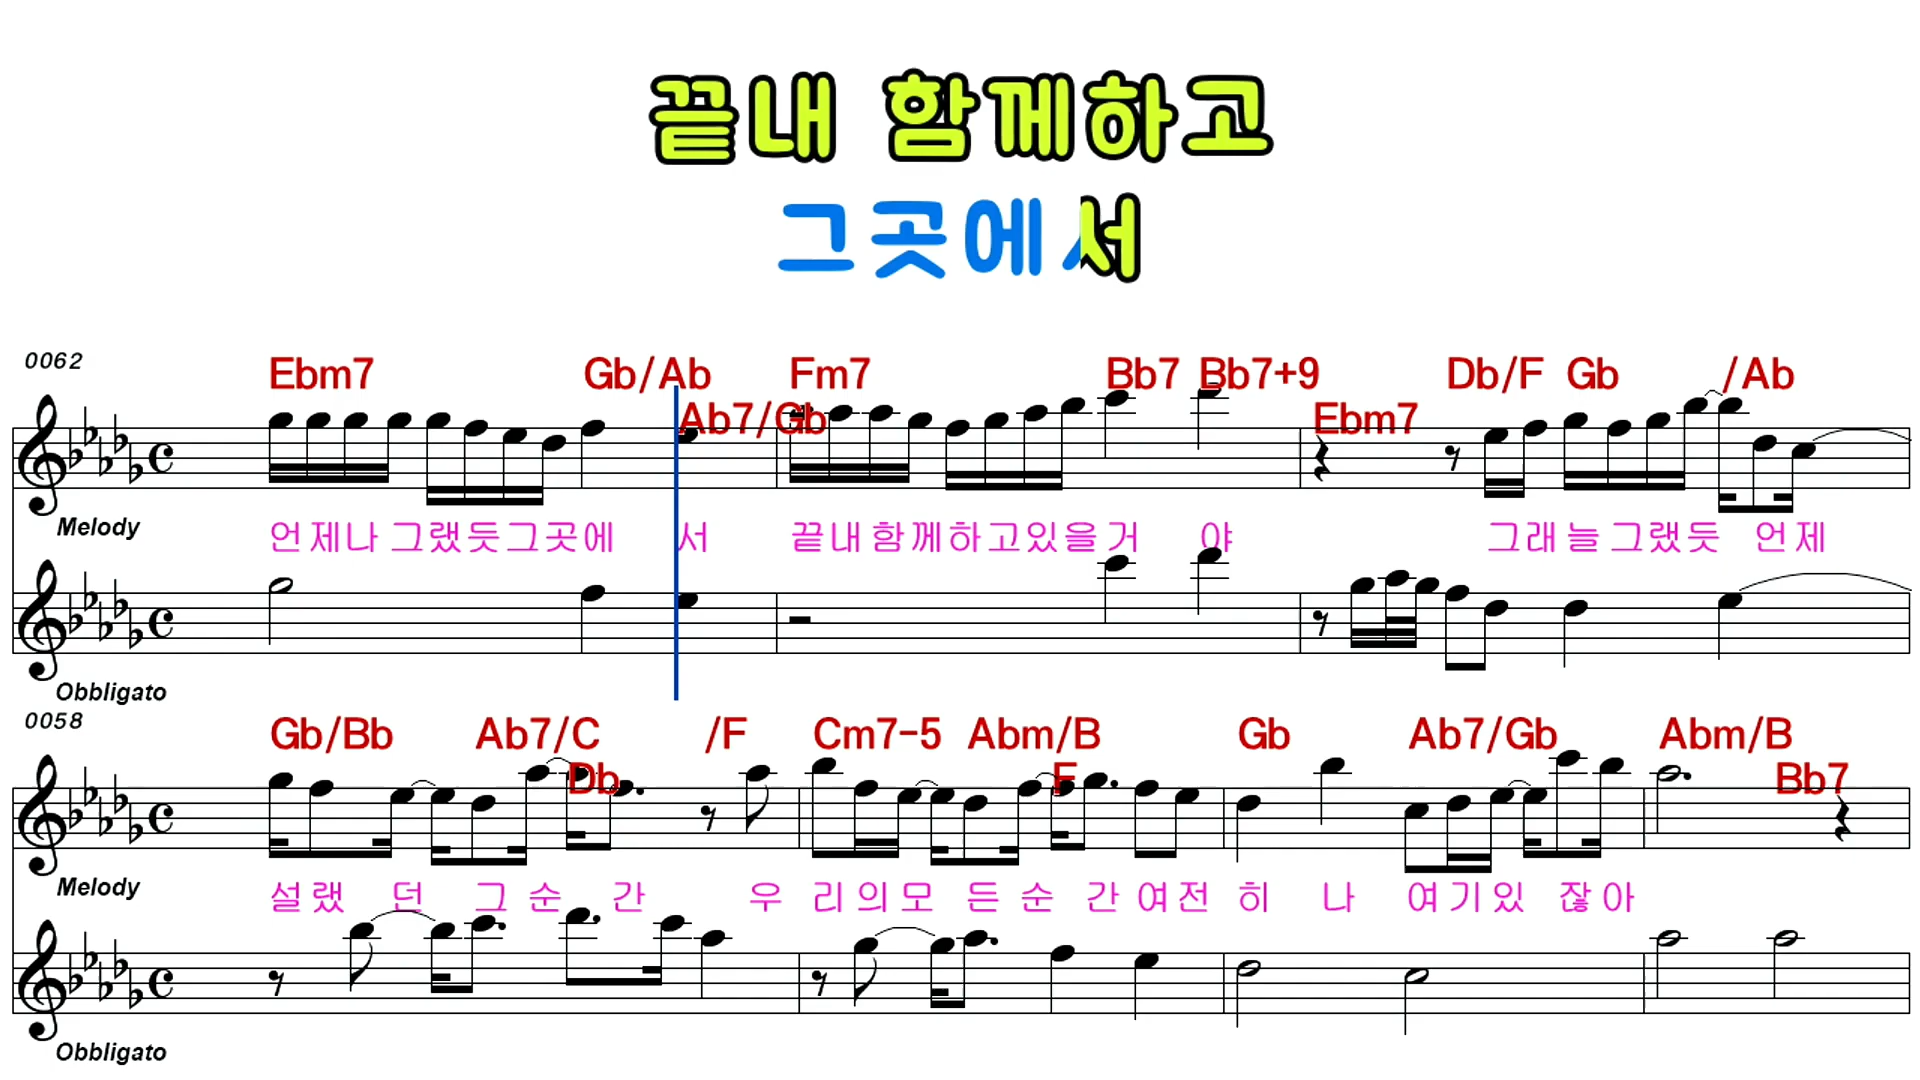 끝내 함께하고
그곳에서
0062
Ebm7 Gb/Ab Fm7 Bb7 Bb7+9 Db/F Gb /Ab
Ab7/Gb Ebm7
Melody
언제나 그랬듯그곳에 서 끝내함께하고있을거 야 그래늘그랬듯 언제
Obbligato
0058
Gb/Bb Ab7/C /F Cm7-5 Abm/B Gb Ab7/Gb Abm/B
Db F Bb7
Melody
설렜 던 그 순 간 우 리의모 든 순 간 여전 히 나 여기있 잖아
Obbligato